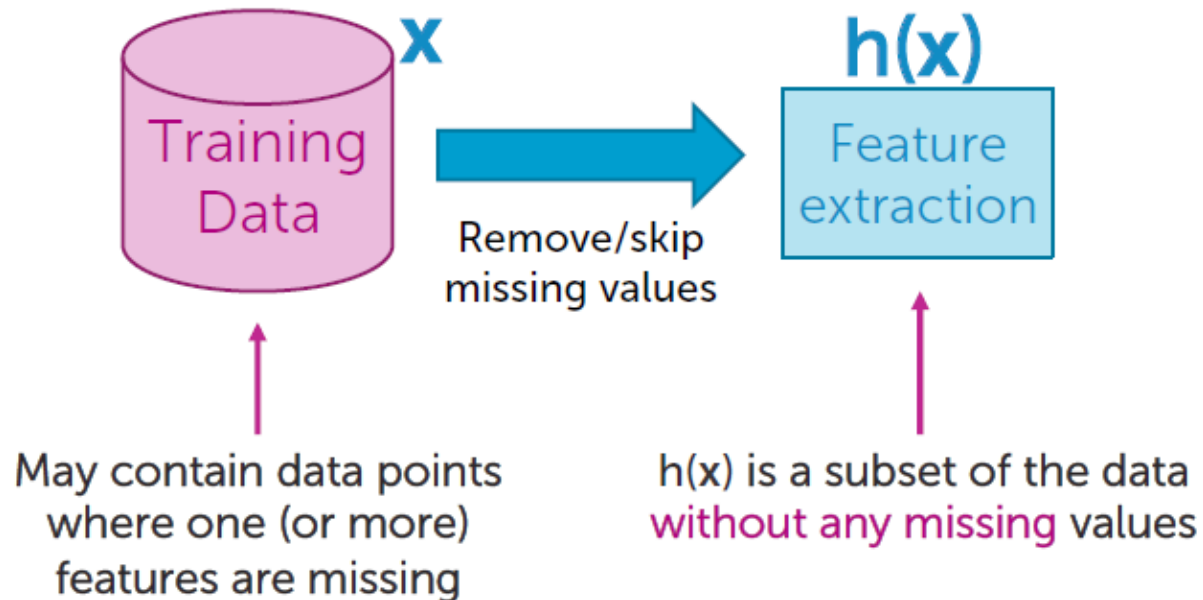 x
h(x)
Training
Data
Feature
extraction
Remove/skip
missing values
May contain data points
where one (or more)
features are missing
h(x) is a subset of the data
without any missing values